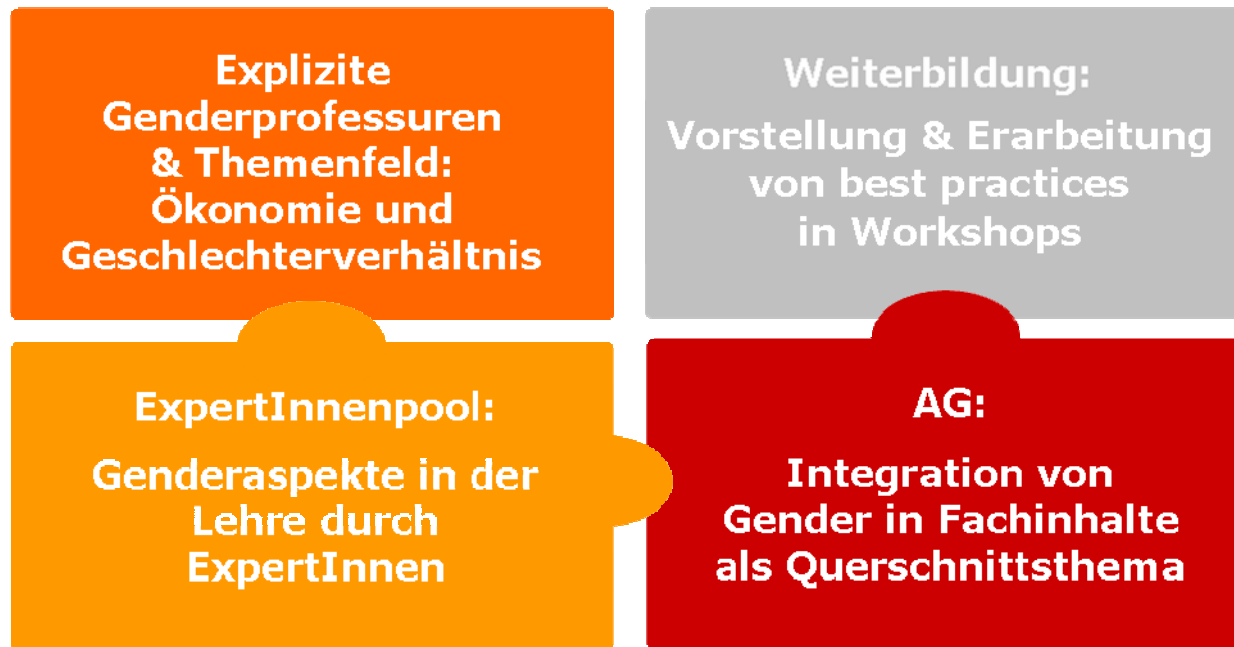 Explizite
Genderprofessuren
& Themenfeld:
Ökonomie und
Geschlechterverhältnis
Weiterbildung:
Vorstellung & Erarbeitung
von best practices
in Workshops
ExpertInnenpool:
Genderaspekte in der
Lehre durch
ExpertInnen
AG:
Integration von
Gender in Fachinhalte
als Querschnittsthema